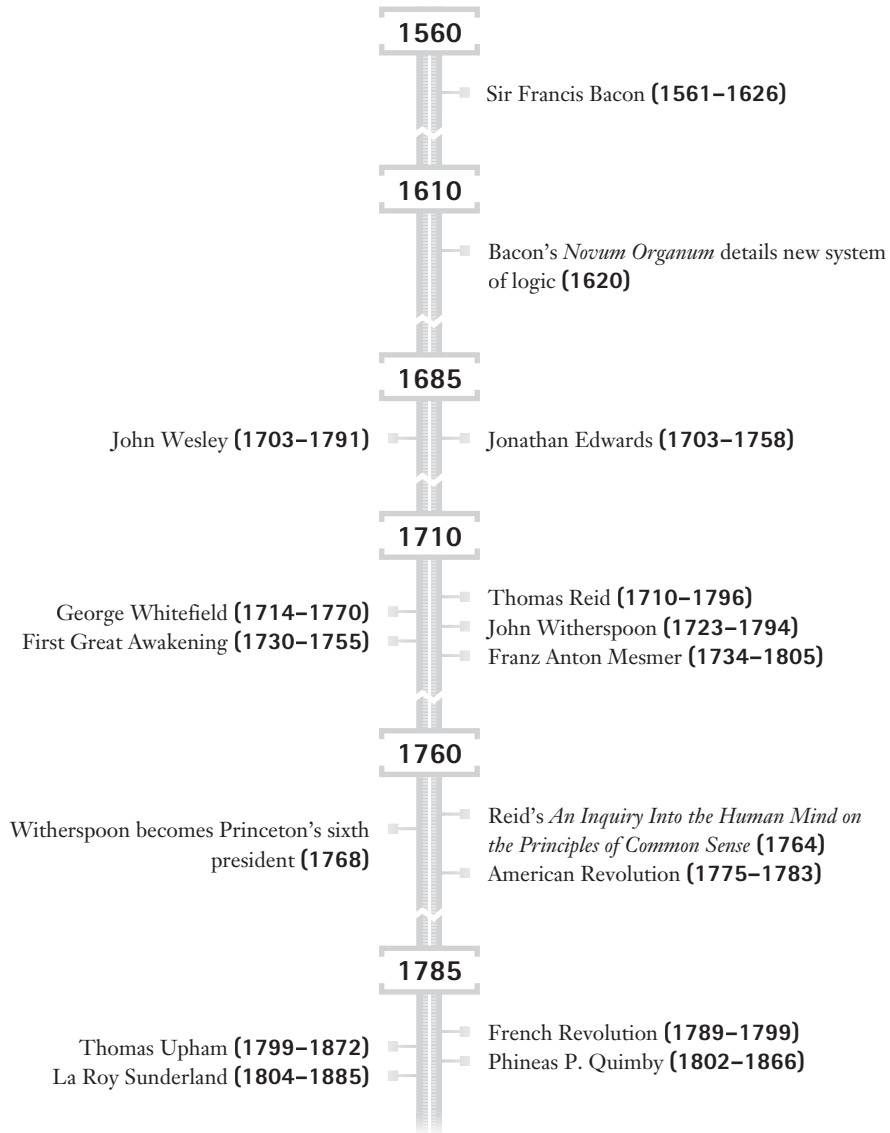 1560
Sir Francis Bacon (1561–1626)
1610
Bacon’s Novum Organum details new system
of logic (1620)
1685
John Wesley (1703–1791)
Jonathan Edwards (1703–1758)
1710
Thomas Reid (1710–1796)
George Whitefield (1714–1770)
John Witherspoon (1723–1794)
First Great Awakening (1730–1755)
Franz Anton Mesmer (1734–1805)
1760
Reid’s An Inquiry Into the Human Mind on
the Principles of Common Sense (1764)
Witherspoon becomes Princeton’s sixth
president (1768)
American Revolution (1775–1783)
1785
French Revolution (1789–1799)
Thomas Upham (1799–1872)
Phineas P. Quimby (1802–1866)
La Roy Sunderland (1804–1885)